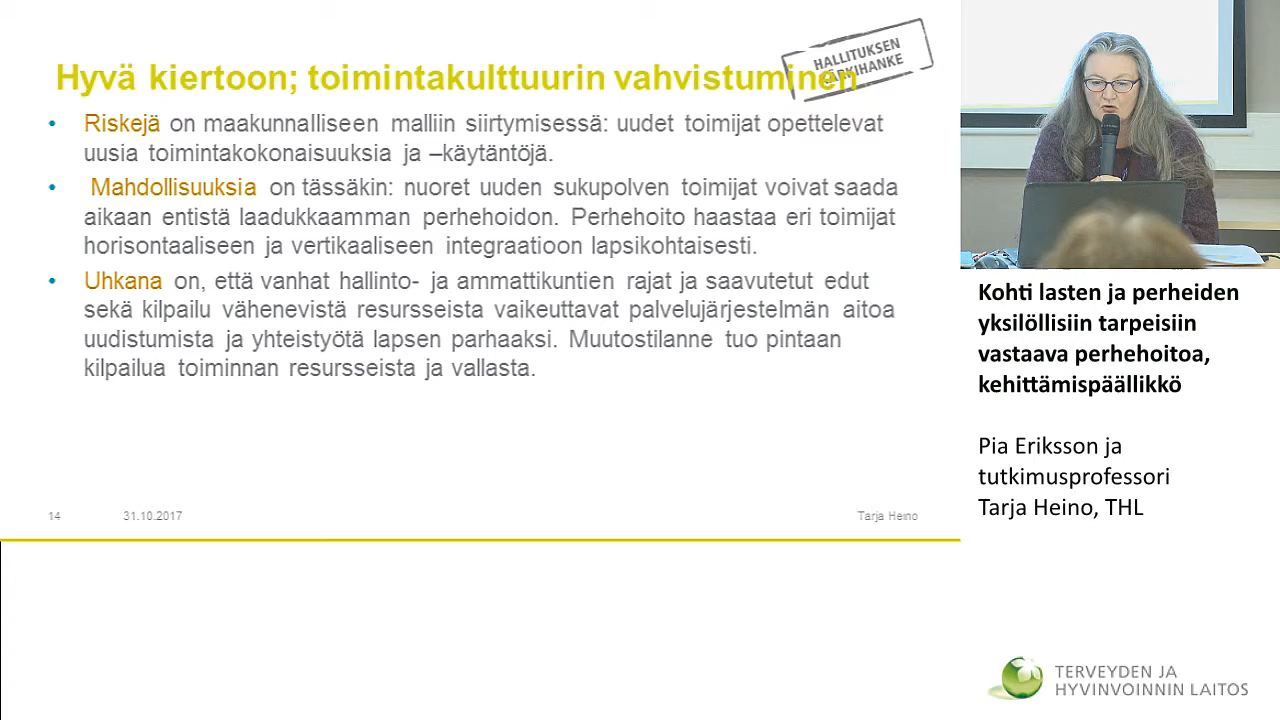 HALLITUKSEN
KÄRKIHANKE
Hyvä kiertoon; toimintakulttuurin vahvistuminen
• Riskejä on maakunnalliseen malliin siirtymisessä: uudet toimijat opettelevat
uusia toimintakokonaisuuksia ja –käytäntöjä.
• Mahdollisuuksia on tässäkin: nuoret uuden sukupolven toimijat voivat saada
aikaan entistä laadukkaamman perhehoidon. Perhehoito haastaa eri toimijat
horisontaaliseen ja vertikaaliseen integraatioon lapsikohtaisesti.
• Uhkana on, että vanhat hallinto- ja ammattikuntien rajat ja saavutetut edut
sekä kilpailu vähenevistä resursseista vaikeuttavat palvelujärjestelmän aitoa
uudistumista ja yhteistyötä lapsen parhaaksi. Muutostilanne tuo pintaan
kilpailua toiminnan resursseista ja vallasta.
14 31.10.2017 Tarja Heino
Kohti lasten ja perheiden
yksilöllisiin tarpeisiin
vastaava perhehoitoa,
kehittämispäällikkö
Pia Eriksson ja
tutkimusprofessori
Tarja Heino, THL
TERVEYDEN JA
HYVINVOINNIN LAITOS